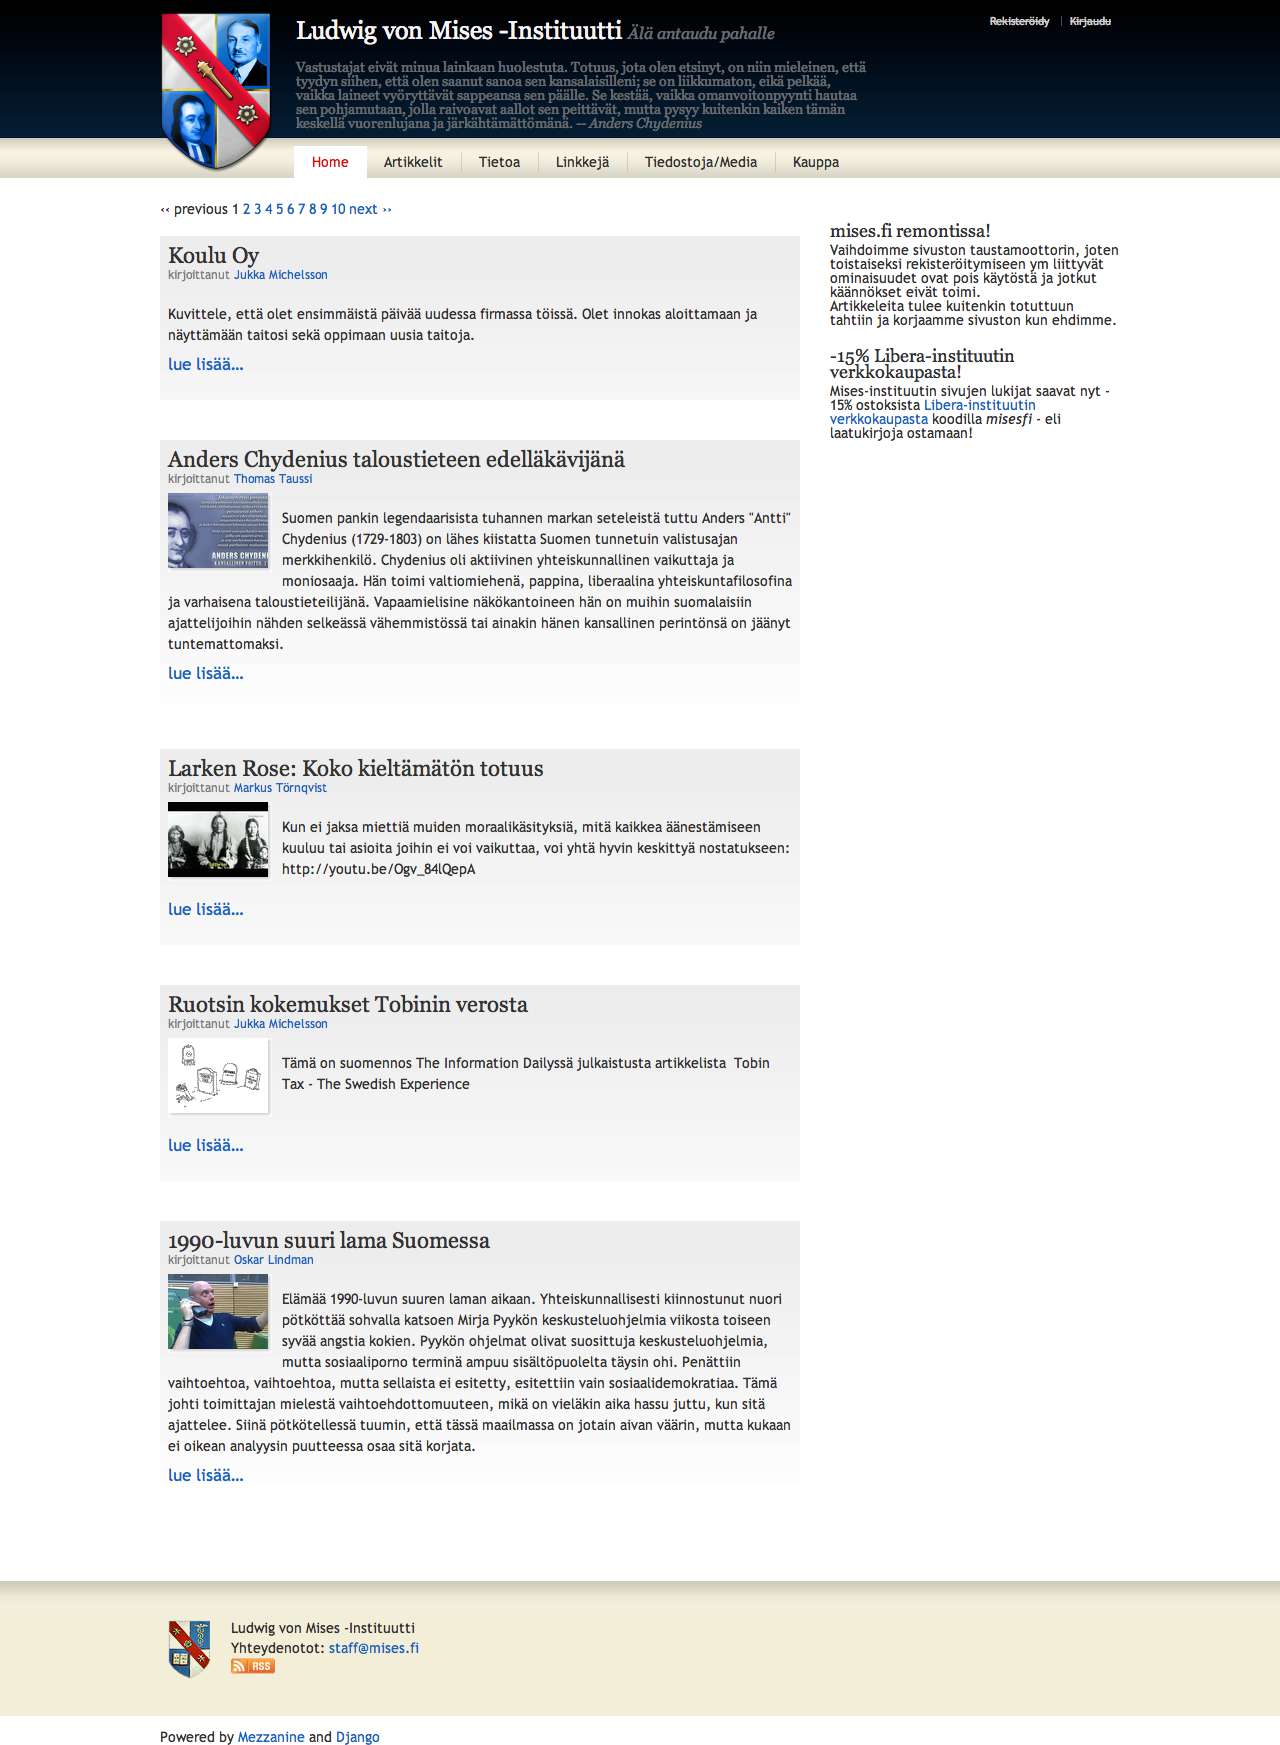 Ludwig von Mises -Instituutti Älä antaudu pahalle
Rekisteröidy
Kirjaudu
Vastustajat eivät minua lainkaan huolestuta. Totuus, jota olen etsinyt, on niin mieleinen, että
tyydyn siihen, että olen saanut sanoa sen kansalaisilleni; se on liikkumaton, eikä pelkää,
vaikka laineet vyöryttävät sappeansa sen päälle. Se kestää, vaikka omanvoitonpyynti hautaa
sen pohjamutaan, jolla raivoavat aallot sen peittävät, mutta pysyy kuitenkin kaiken tämän
keskellä vuorenlujana ja järkähtämättömänä. -- Anders Chydenius
Home Artikkelit Tietoa Linkkejä Tiedostoja/Media Kauppa
‹‹ previous 1 2 3 4 5 6 7 8 9 10 next ››
Koulu Oy
kirjoittanut Jukka Michelsson
Kuvittele, että olet ensimmäistä päivää uudessa firmassa töissä. Olet innokas aloittamaan ja
näyttämään taitosi sekä oppimaan uusia taitoja.
lue lisää...
Anders Chydenius taloustieteen edelläkävijänä
kirjoittanut Thomas Taussi
ANDERS CHYDENI
Suomen pankin legendaarisista tuhannen markan seteleistä tuttu Anders "Antti"
Chydenius (1729-1803) on lähes kiistatta Suomen tunnetuin valistusajan
merkkihenkilö. Chydenius oli aktiivinen yhteiskunnallinen vaikuttaja ja
moniosaaja. Hän toimi valtiomiehenä, pappina, liberaalina yhteiskuntafilosofina
ja varhaisena taloustieteilijänä. Vapaamielisine näkökantoineen hän on muihin suomalaisiin
ajattelijoihin nähden selkeässä vähemmistössä tai ainakin hänen kansallinen perintönsä on jäänyt
tuntemattomaksi.
lue lisää...
Larken Rose: Koko kieltämätön totuus
kirjoittanut Markus Törnqvist
Kun ei jaksa miettiä muiden moraalikäsityksiä, mitä kaikkea äänestämiseen
kuuluu tai asioita joihin ei voi vaikuttaa, voi yhtä hyvin keskittyä nostatukseen:
http://youtu.be/Ogv_84lQepA
lue lisää...
Ruotsin kokemukset Tobinin verosta
kirjoittanut Jukka Michelsson
Tämä on suomennos The Information Dailyssä julkaistusta artikkelista  Tobin
Tax - The Swedish Experience
lue lisää...
1990-luvun suuri lama Suomessa
kirjoittanut Oskar Lindman
Elämää 1990-luvun suuren laman aikaan. Yhteiskunnallisesti kiinnostunut nuori
pötköttää sohvalla katsoen Mirja Pyykön keskusteluohjelmia viikosta toiseen
syvää angstia kokien. Pyykön ohjelmat olivat suosittuja keskusteluohjelmia,
mutta sosiaaliporno terminä ampuu sisältöpuolelta täysin ohi. Penättiin
vaihtoehtoa, vaihtoehtoa, mutta sellaista ei esitetty, esitettiin vain sosiaalidemokratiaa. Tämä
johti toimittajan mielestä vaihtoehdottomuuteen, mikä on vieläkin aika hassu juttu, kun sitä
ajattelee. Siinä pötkötellessä tuumin, että tässä maailmassa on jotain aivan väärin, mutta kukaan
ei oikean analyysin puutteessa osaa sitä korjata.
lue lisää...
mises.fi remontissa!
Vaihdoimme sivuston taustamoottorin, joten
toistaiseksi rekisteröitymiseen ym liittyvät
ominaisuudet ovat pois käytöstä ja jotkut
käännökset eivät toimi.
Artikkeleita tulee kuitenkin totuttuun
tahtiin ja korjaamme sivuston kun ehdimme.
-15% Libera-instituutin
verkkokaupasta!
Mises-instituutin sivujen lukijat saavat nyt -
15% ostoksista Libera-instituutin
verkkokaupasta koodilla misesfi - eli
laatukirjoja ostamaan!
Ludwig von Mises -Instituutti
Yhteydenotot: staff@mises.fi
RSS
Powered by Mezzanine and Django